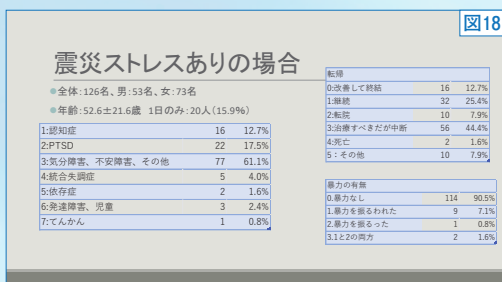 図18
震災ストレスありの場合
●全体:126名、男:53名、女:73名
●年齢:52.6±21.6歳 1日のみ:20人(15.9%)
1:認知症 16 12.7%
2:PTSD 22 17.5%
3:気分障害、不安障害、その他 77 61.1%
4:統合失調症 5 4.0%
5:依存症 2 1.6%
6:発達障害、児童 3 2.4%
7:てんかん 1 0.8%
転帰
0:改善して終結 16 12.7%
1:継続 32 25.4%
2:転院 10 7.9%
3:治療すべきだが中断 56 44.4%
4:死亡 2 1.6%
5:その他 10 7.9%
暴力の有無
0.暴力なし 114 90.5%
1.暴力を振るわれた 9 7.1%
2.暴力を振るった 1 0.8%
3.1と2の両方 2 1.6%